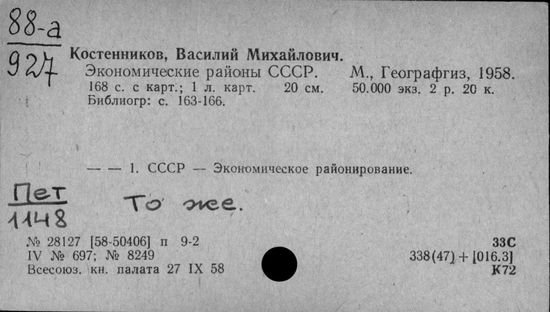 88-а
927
Костенников, Василий Михайлович.
Экономические районы СССР. М., Географгиз, 1958.
168 с. с карт.; 1 л. карт. 20 см. 50.000 экз. 2 р. 20 к.
Библиогр: с. 163-166.
— — 1. СССР — Экономическое районирование.
Пет
1148
То же.
№ 28127 [58-50406] п 9-2 33С
IV № 697; № 8249 338(47) + [016.3]
Всесоюз. кн. палата 27 IX 58 К72